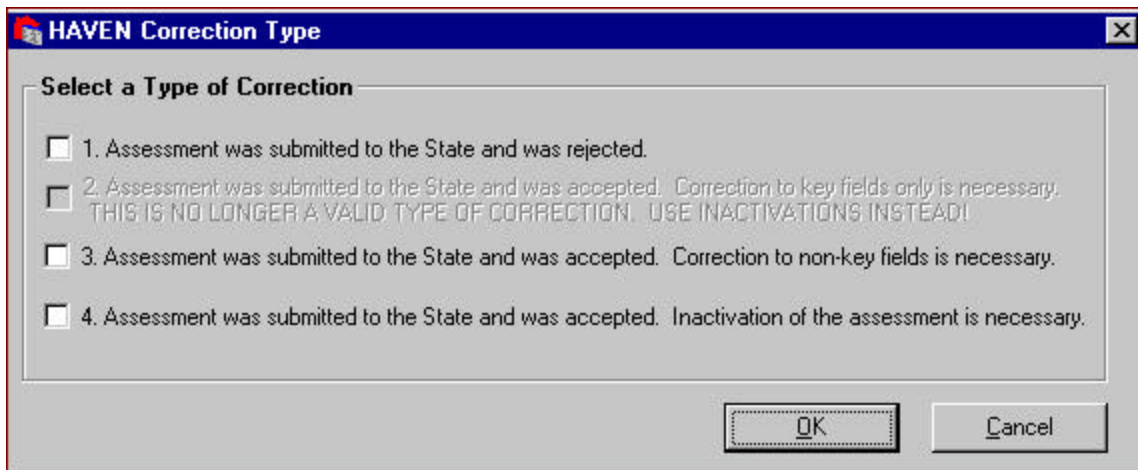 HAVEN Correction Type
Select a Type of Correction
1. Assessment was submitted to the State and was rejected.
2. Assessment was submitted to the State and was accepted. Correction to key fields only is necessary.
THIS IS NO LONGER A VALID TYPE OF CORRECTION. USE INACTIVATIONS INSTEAD!
3. Assessment was submitted to the State and was accepted. Correction to non-key fields is necessary.
4. Assessment was submitted to the State and was accepted. Inactivation of the assessment is necessary.
OK Cancel